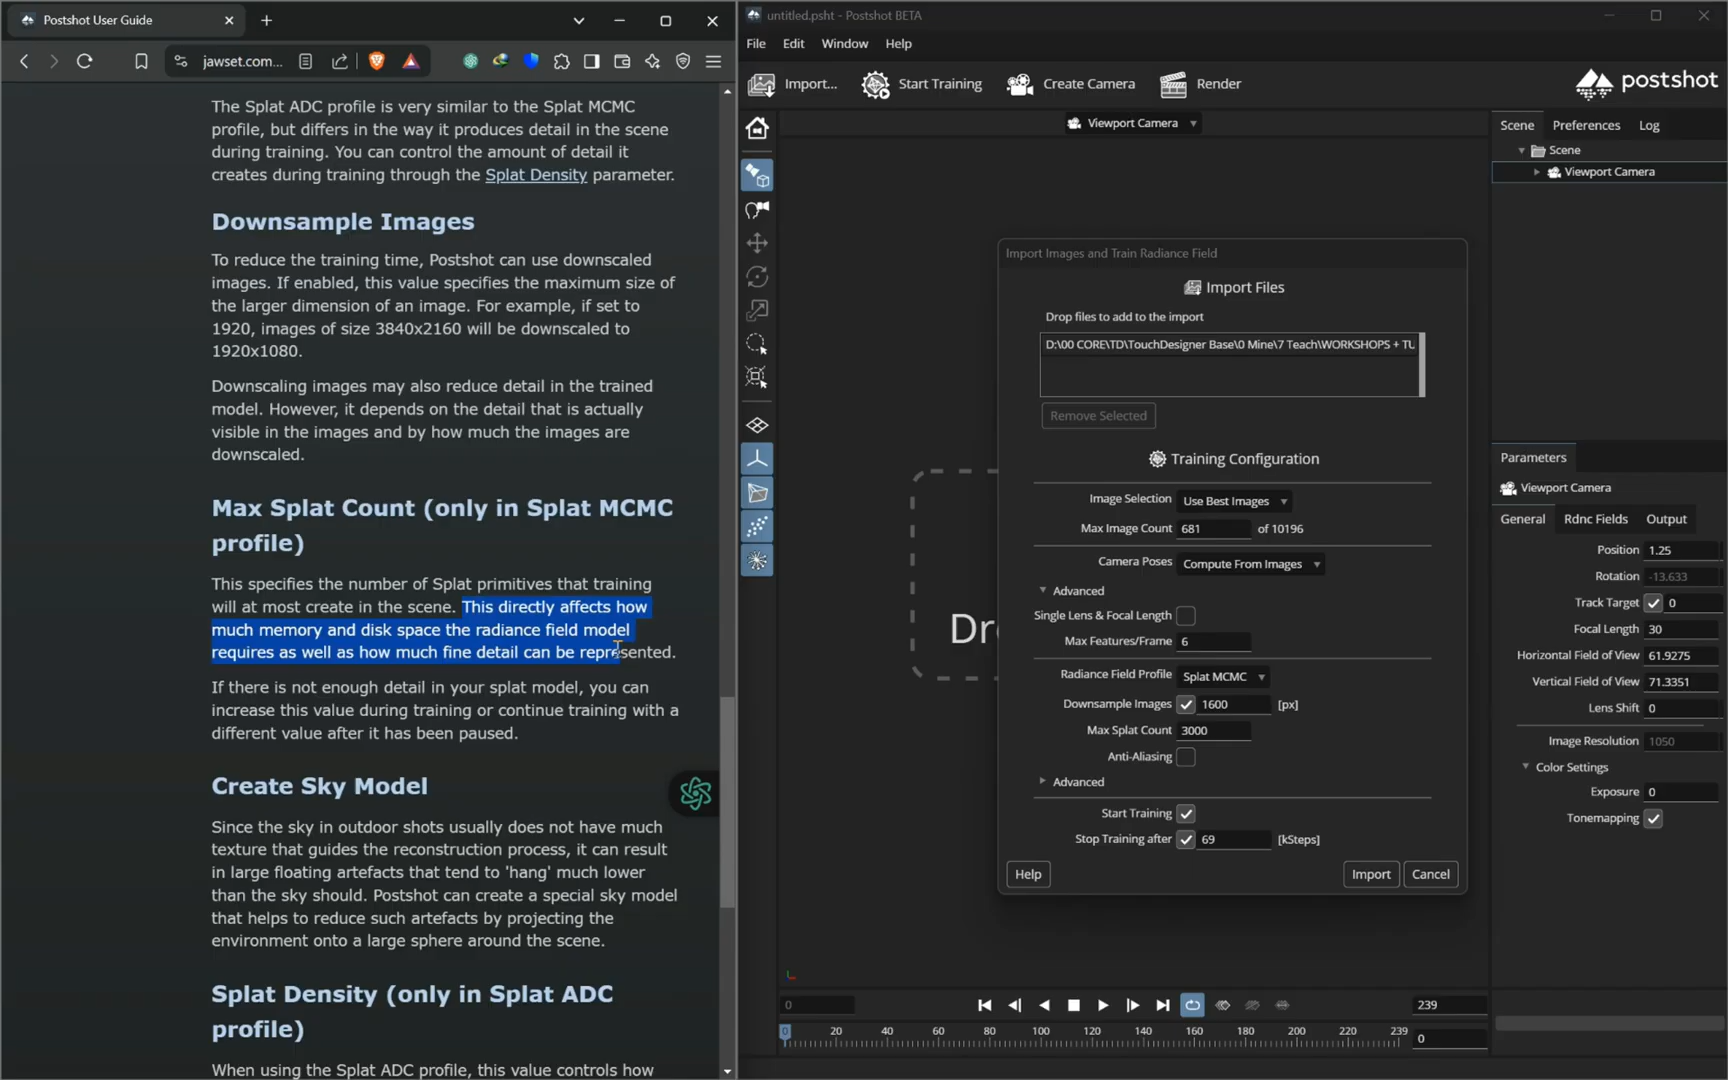 Postshot User Guide
jawset.com...
The Splat ADC profile is very similar to the Splat MCMC
profile, but differs in the way it produces detail in the scene
during training. You can control the amount of detail it
creates during training through the Splat Density parameter.
Downsample Images
To reduce the training time, Postshot can use downscaled
images. If enabled, this value specifies the maximum size of
the larger dimension of an image. For example, if set to
1920, images of size 3840x2160 will be downscaled to
1920x1080.
Downscaling images may also reduce detail in the trained
model. However, it depends on the detail that is actually
visible in the images and by how much the images are
downscaled.
Max Splat Count (only in Splat MCMC
profile)
This specifies the number of Splat primitives that training
will at most create in the scene. This directly affects how
much memory and disk space the radiance field model
requires as well as how much fine detail can be represented.
If there is not enough detail in your splat model, you can
increase this value during training or continue training with a
different value after it has been paused.
Create Sky Model
Since the sky in outdoor shots usually does not have much
texture that guides the reconstruction process, it can result
in large floating artefacts that tend to 'hang' much lower
than the sky should. Postshot can create a special sky model
that helps to reduce such artefacts by projecting the
environment onto a large sphere around the scene.
Splat Density (only in Splat ADC
profile)
When using the Splat ADC profile, this value controls how
untitled.psht - Postshot BETA
File Edit Window Help
Import... Start Training Create Camera Render
postshot
Viewport Camera
Import Images and Train Radiance Field
Import Files
Drop files to add to the import
D:\00 CORE\TD\TouchDesigner Base\0 Mine\7 Teach\WORKSHOPS + TU
Remove Selected
Training Configuration
Image Selection Use Best Images
Max Image Count 681 of 10196
Camera Poses Compute From Images
Advanced
Single Lens & Focal Length
Max Features/Frame 6
Radiance Field Profile Splat MCMC
Downsample Images 1600 [px]
Max Splat Count 3000
Anti-Aliasing
Advanced
Start Training
Stop Training after 69 [kSteps]
Help Import Cancel
Dr
0 239
0 20 40 60 80 100 120 140 160 180 200 220 239
0
Scene Preferences Log
Scene
Viewport Camera
Parameters
Viewport Camera
General Rdnc Fields Output
Position 1.25
Rotation -13.633
Track Target 0
Focal Length 30
Horizontal Field of View 61.9275
Vertical Field of View 71.3351
Lens Shift 0
Image Resolution 1050
Color Settings
Exposure 0
Tonemapping